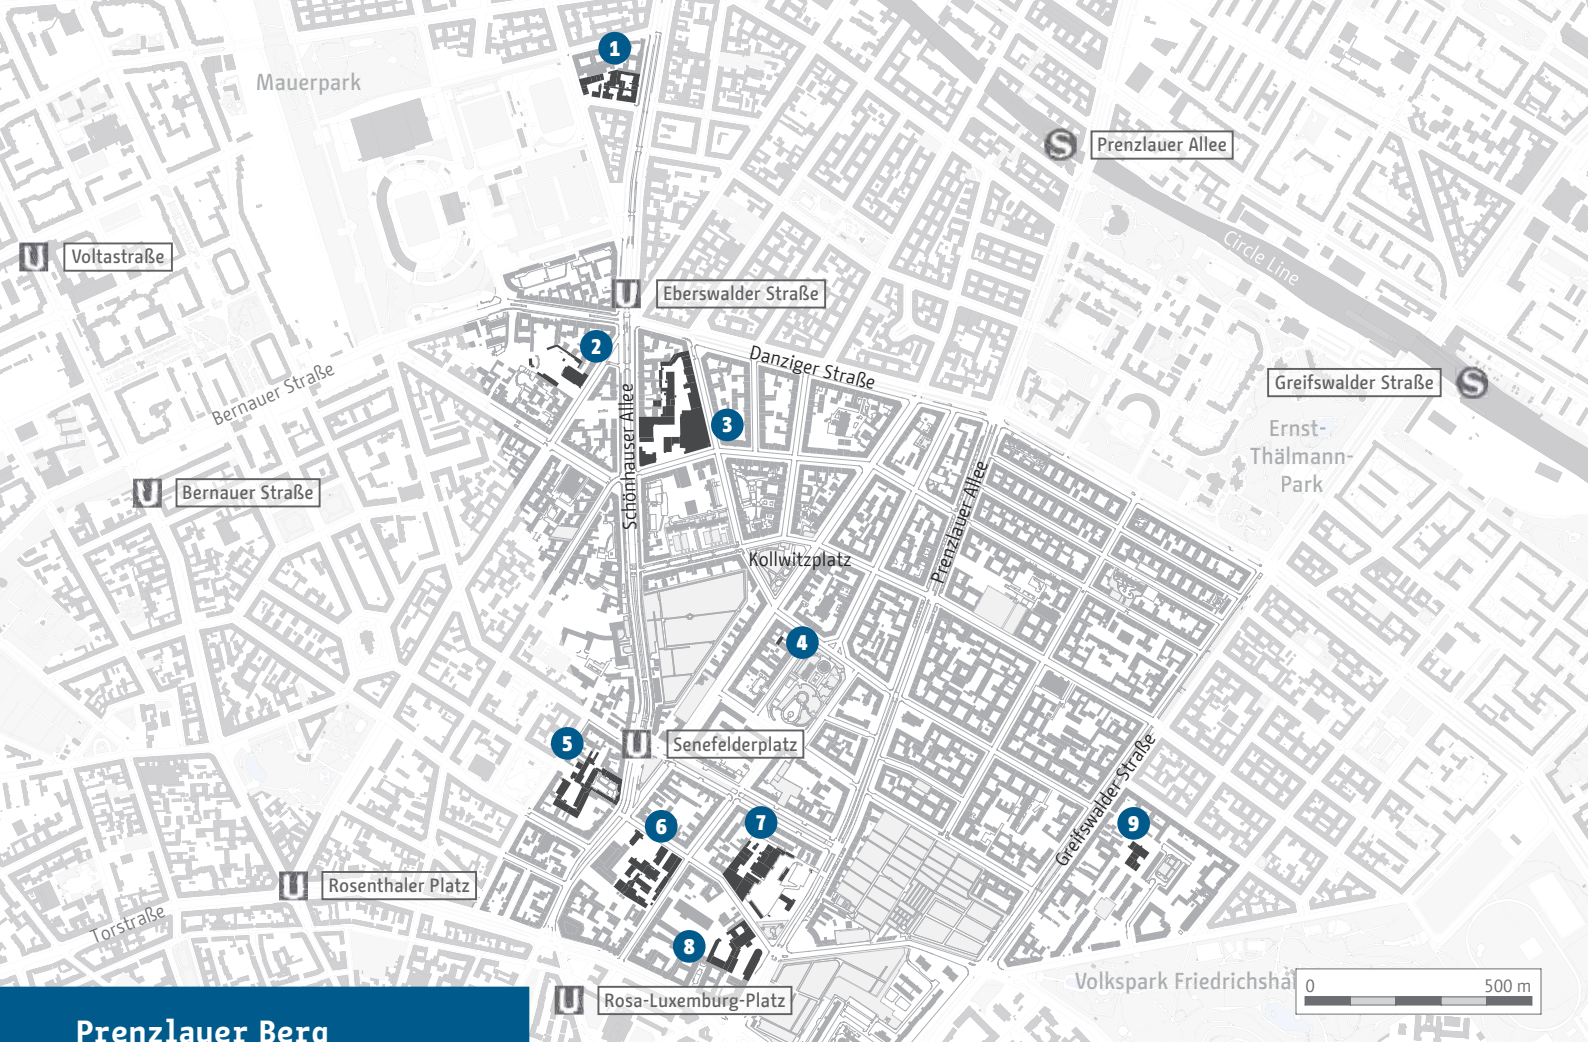 1
Mauerpark
S
Prenzlauer Allee
U
Voltastraße
Circle Line
U
Eberswalder Straße
2
Danziger Straße
Bernauer Straße
Greifswalder Straße
S
3
Schönhauser Allee
Ernst-
Thälmann-
Park
U
Bernauer Straße
Prenzlauer Allee
Kollwitzplatz
4
5
U
Senefelderplatz
Greifswalder Straße
6
7
9
U
Rosenthaler Platz
Torstraße
8
Volkspark Friedrichshai
0
500 m
U
Rosa-Luxemburg-Platz
Prenzlauer Berg